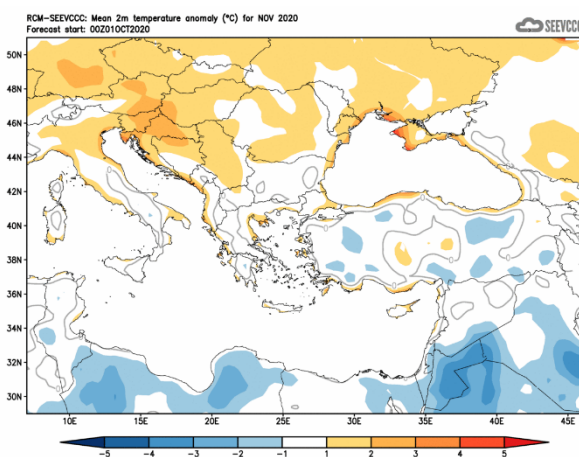 RCM-SEEVCCC: Mean 2m temperature anomaly (°C) for NOV 2020
Forecast start: 00Z01OCT2020
SEEVCCC
50N
48N
46N
44N
42N
40N
38N
36N
34N
32N
30N
10E 15E 20E 25E 30E 35E 40E 45E
-5 -4 -3 -2 -1 1 2 3 4 5